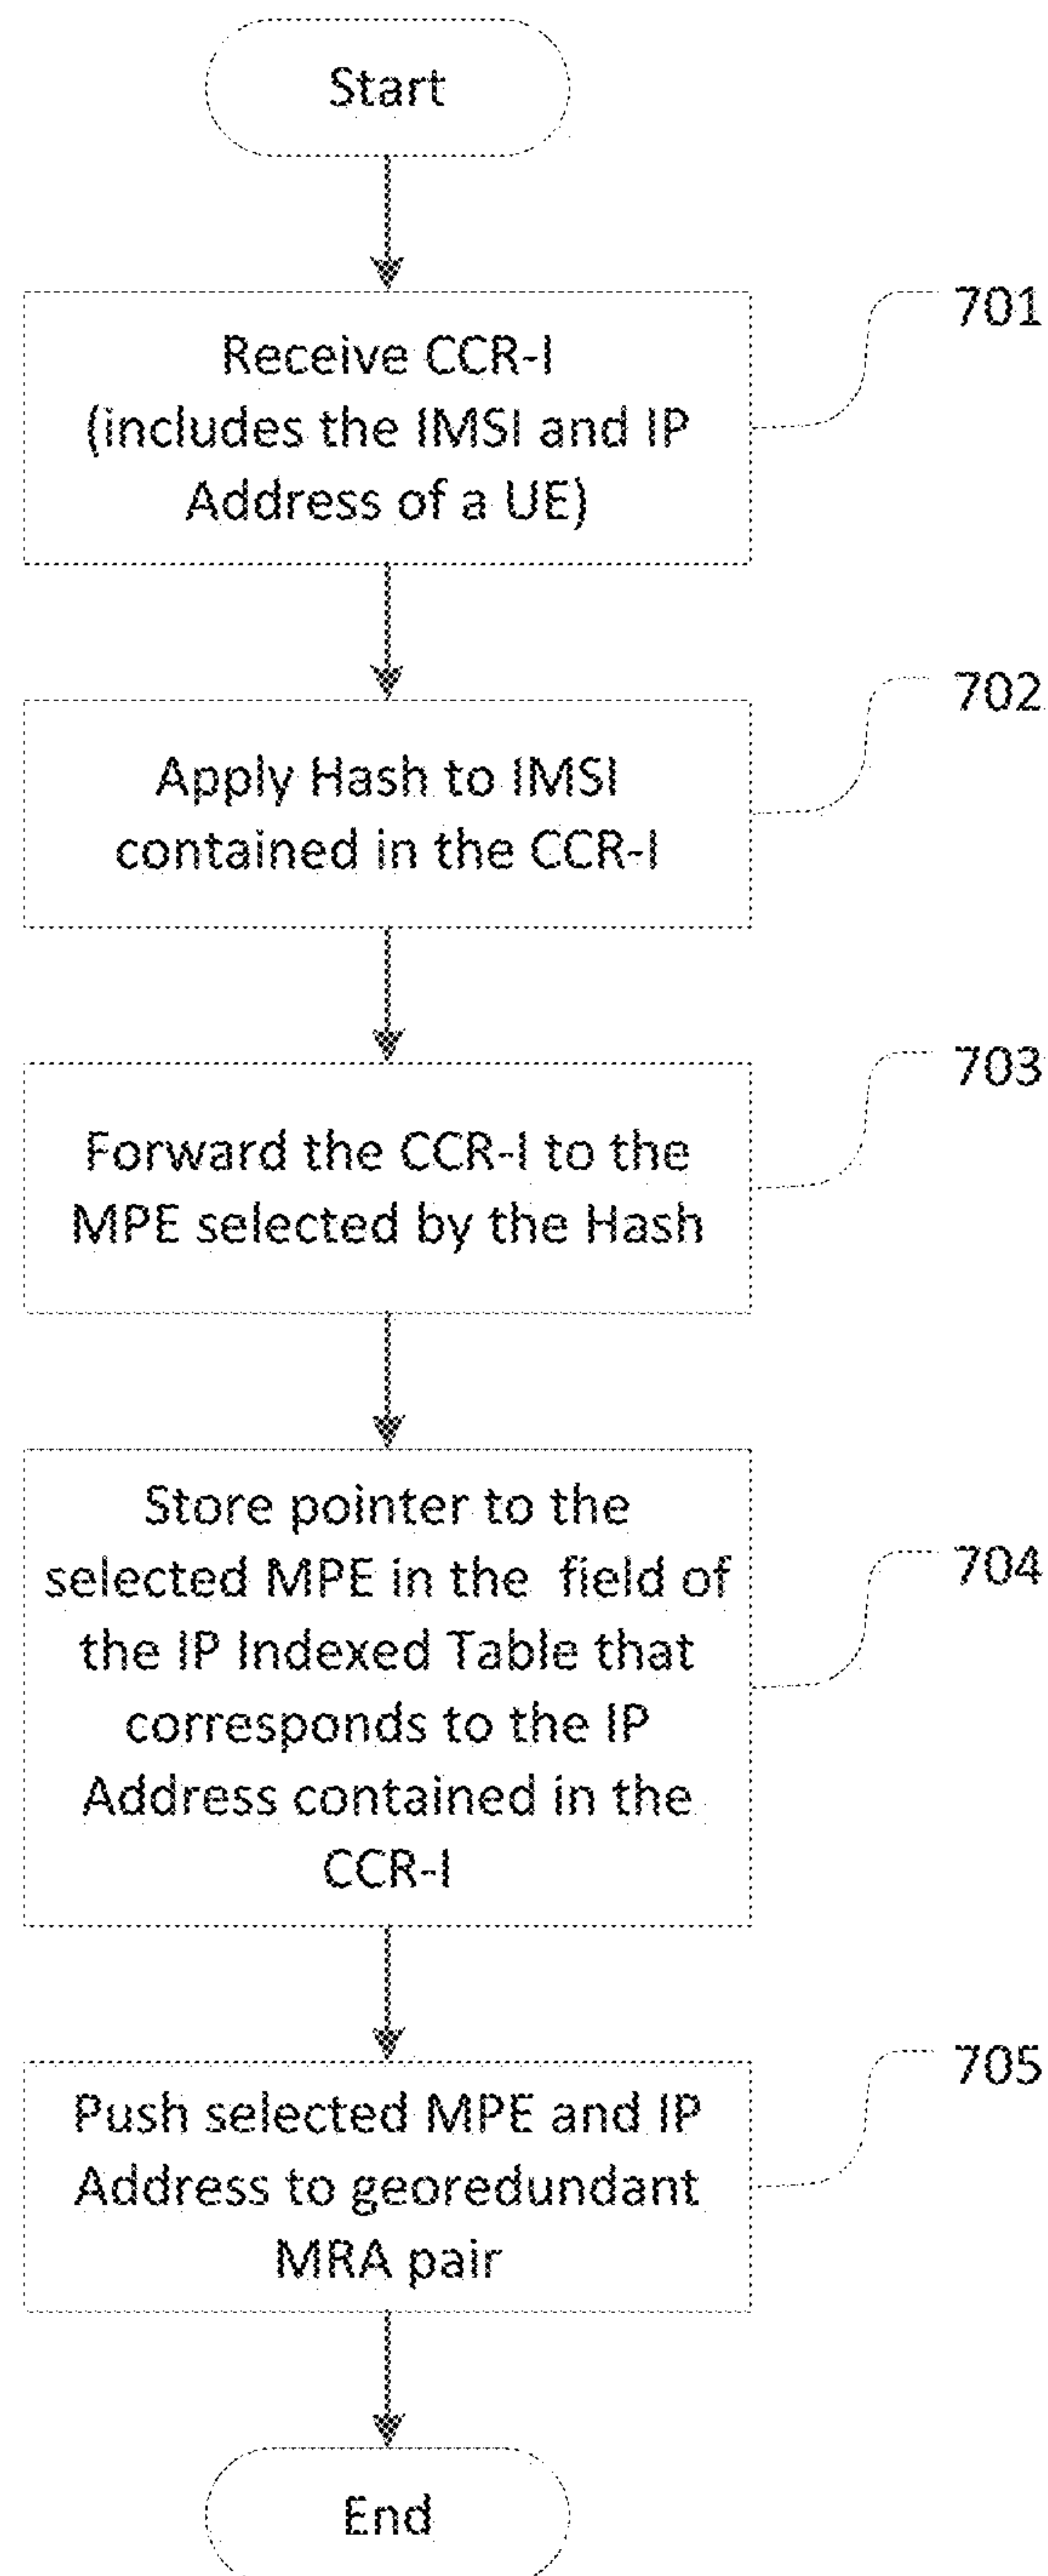 Start
Receive CCR-I
(includes the IMSI and IP
Address of a UE)
701
Apply Hash to IMSI
contained in the CCR-I
702
Forward the CCR-I to the
MPE selected by the Hash
703
Store pointer to the
selected MPE in the field of
the IP Indexed Table that
corresponds to the IP
Address contained in the
CCR-I
704
Push selected MPE and IP
Address to georedundant
MRA pair
705
End